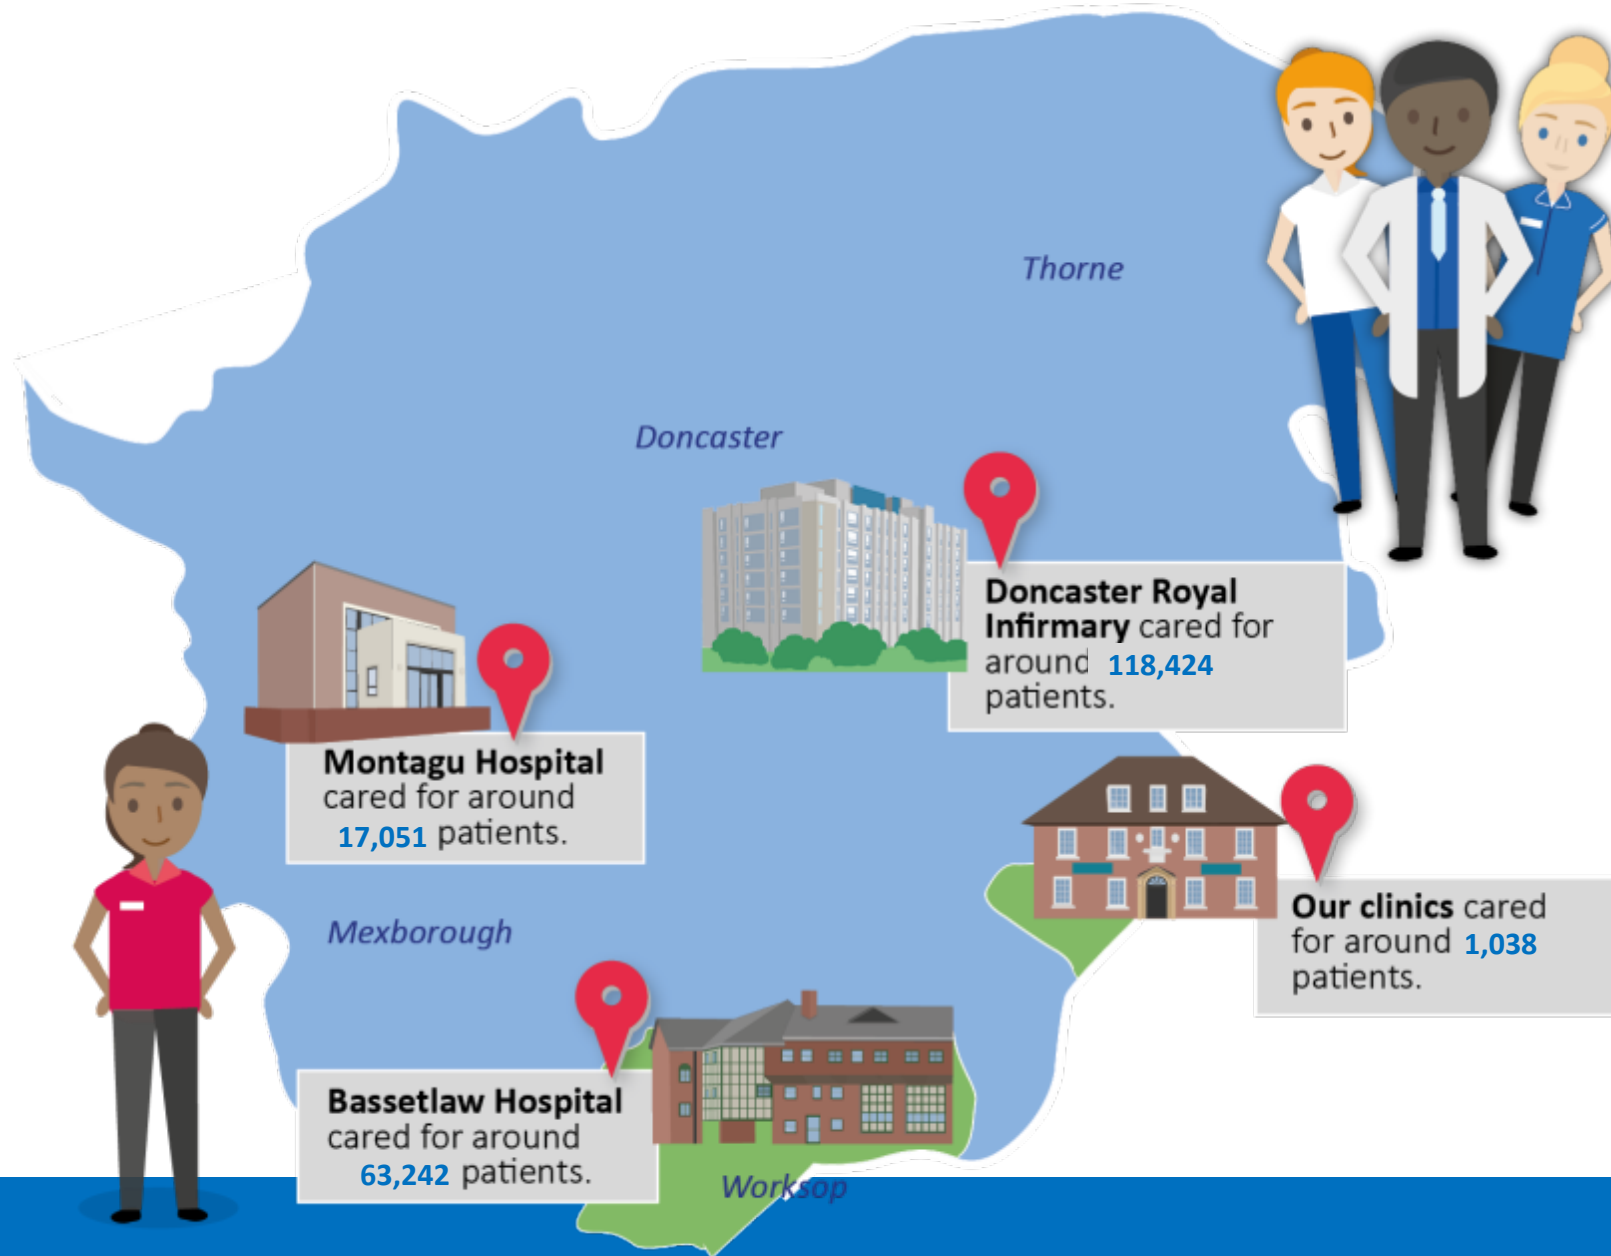 Thorne
Doncaster
Doncaster Royal
Infirmary cared for
around 118,424
patients.
Montagu Hospital
cared for around
17,051 patients.
Our clinics cared
for around 1,038
patients.
Mexborough
Bassetlaw Hospital
cared for around
63,242 patients.
Worksop